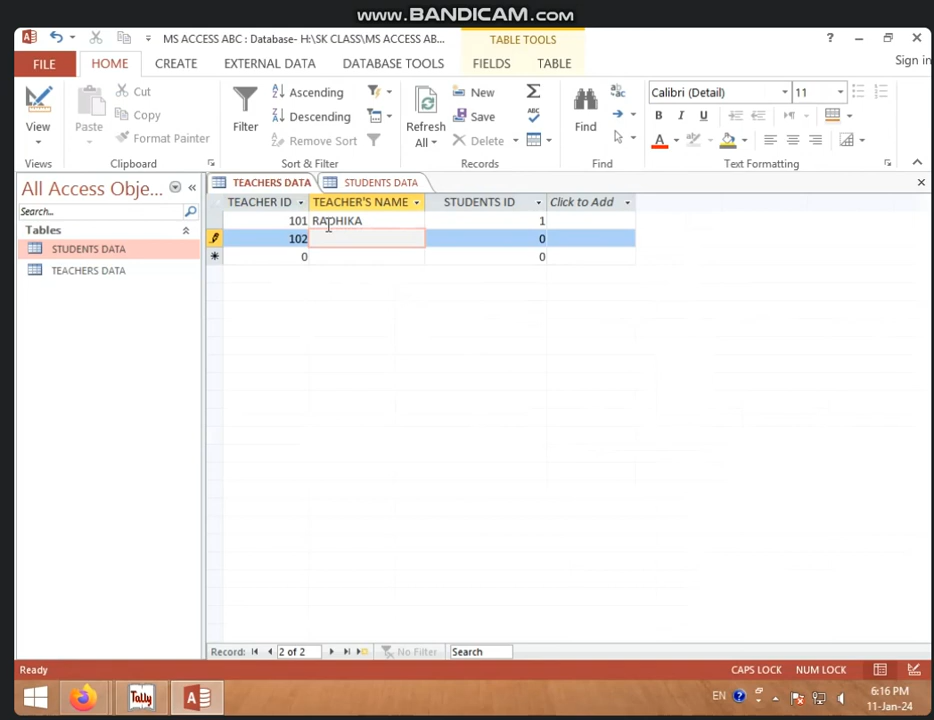 www.BANDICAM.com
MS ACCESS ABC : Database- H:\SK CLASS\MS ACCESS AB...
TABLE TOOLS
?
Sign in
FILE
HOME
CREATE
EXTERNAL DATA
DATABASE TOOLS
FIELDS
TABLE
View
Views
Paste
Cut
Copy
Format Painter
Clipboard
Filter
Ascending
Descending
Remove Sort
Sort & Filter
Refresh
All
New
Save
Delete
Records
Find
Find
Calibri (Detail)
11
B I U
A
Text Formatting
All Access Obje...
Search...
Tables
STUDENTS DATA
TEACHERS DATA
TEACHERS DATA
STUDENTS DATA
TEACHER ID TEACHER'S NAME STUDENTS ID Click to Add
101 RADHIKA 1
102 0
0 0
Record: 2 of 2 No Filter Search
Ready
CAPS LOCK NUM LOCK
Tally
EN
6:16 PM
11-Jan-24